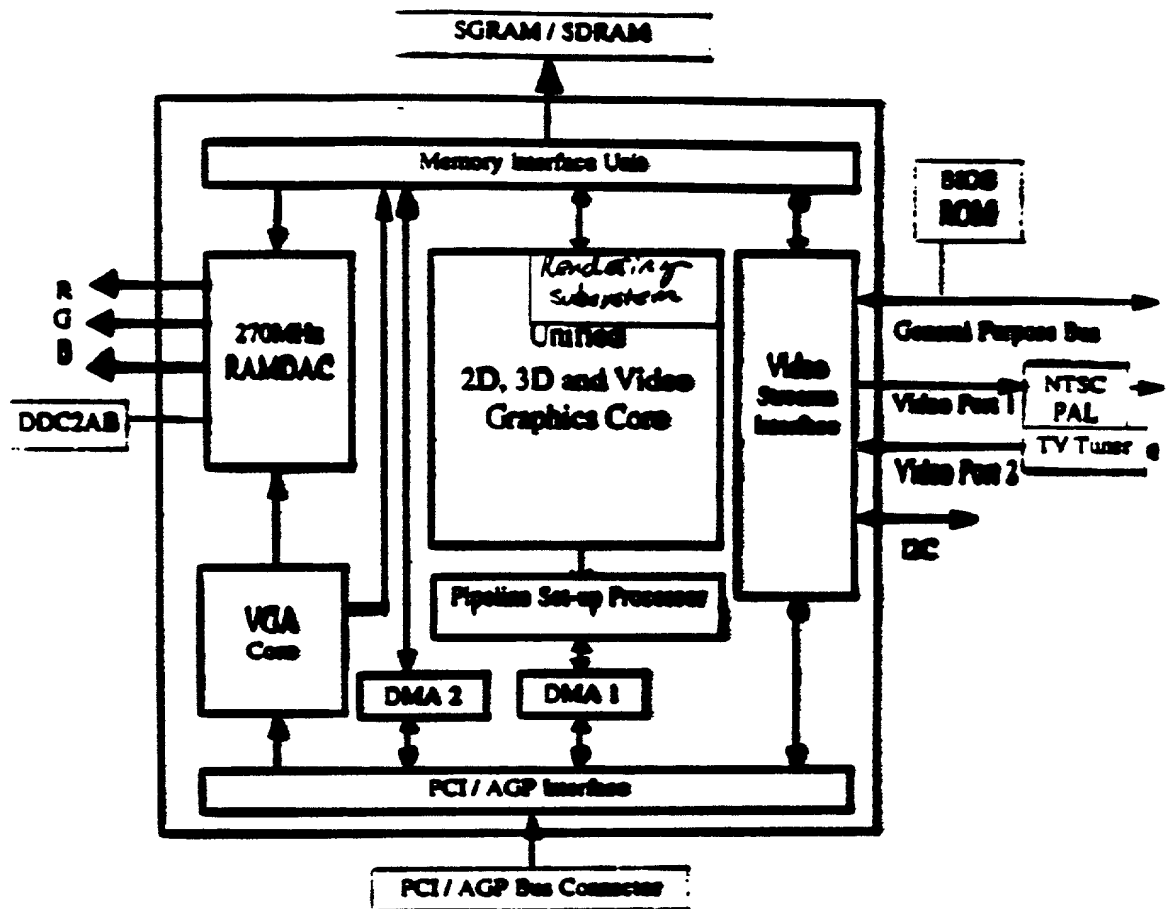 SGRAM / SDRAM
Memory Interface Unit
BIOS
ROM
R
G
B
270MHz
RAMDAC
DDC2AB
Rendering
subsystem
Unified
2D, 3D and Video
Graphics Core
Video
Streams
Interface
General Purpose Bus
Video Port 1
NTSC
PAL
TV Tuner
Video Port 2
I2C
Pipeline Set-up Processor
VGA
Core
DMA 2
DMA 1
PCI / AGP Interface
PCI / AGP Bus Connector